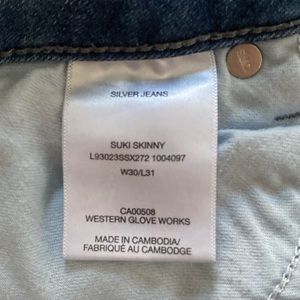 SILVER JEANS
SUKI SKINNY
L93023SSX272 1004097
W30/L31
CA00508
WESTERN GLOVE WORKS
MADE IN CAMBODIA/
FABRIQUÉ AU CAMBODGE